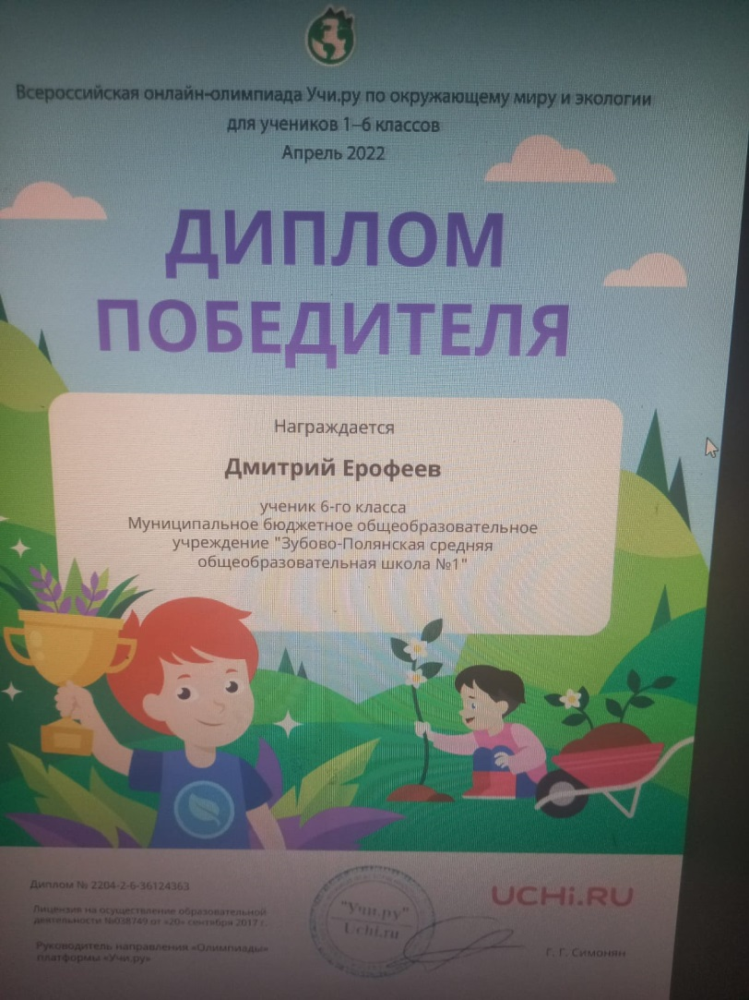 Всероссийская онлайн-олимпиада Учи.ру по окружающему миру и экологии
для учеников 1–6 классов
Апрель 2022
ДИПЛОМ
ПОБЕДИТЕЛЯ
Награждается
Дмитрий Ерофеев
ученик 6-го класса
Муниципальное бюджетное общеобразовательное
учреждение "Зубово-Полянская средняя
общеобразовательная школа №1"
Диплом № 2204-2-6-36124363
Лицензия на осуществление образовательной
деятельности №038749 от «20» сентября 2017 г.
Руководитель направления «Олимпиады»
платформы «Учи.ру»
"Учи.ру"
Uchi.ru
UCHi.RU
Г. Г. Симонян